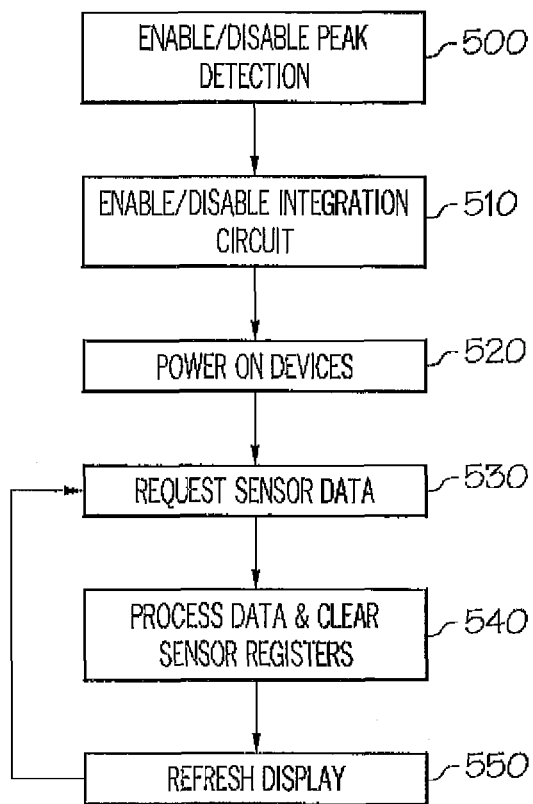 ENABLE/DISABLE PEAK
DETECTION
500
ENABLE/DISABLE INTEGRATION
CIRCUIT
510
POWER ON DEVICES
520
REQUEST SENSOR DATA
530
PROCESS DATA & CLEAR
SENSOR REGISTERS
540
REFRESH DISPLAY
550